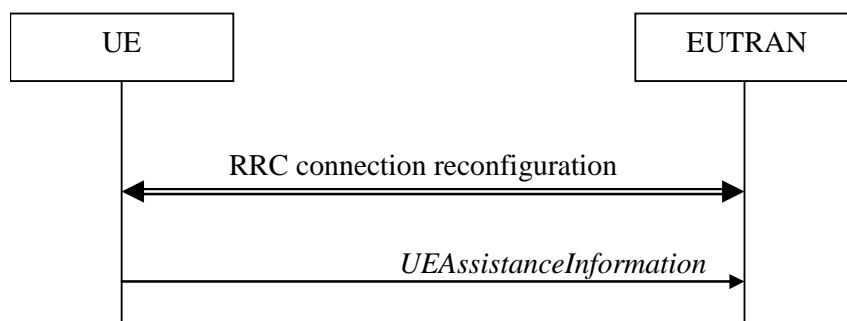 UE
EUTRAN
RRC connection reconfiguration
UEAssistanceInformation